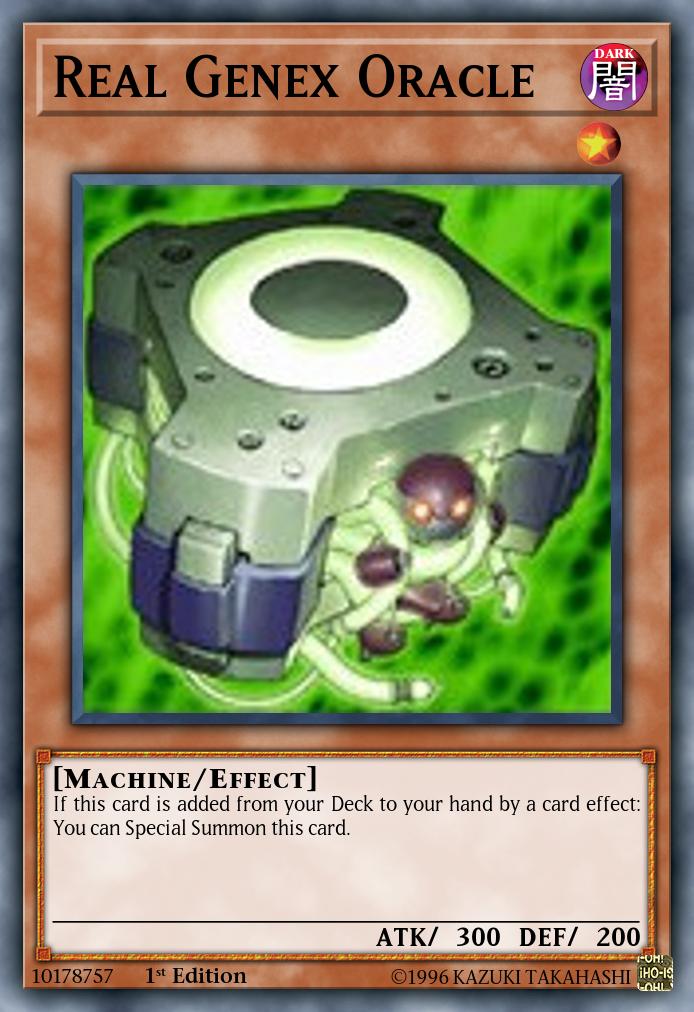 Real Genex Oracle
DARK
闇
[Machine/Effect]
If this card is added from your Deck to your hand by a card effect:
You can Special Summon this card.
ATK/ 300 DEF/ 200
10178757 1st Edition ©1996 KAZUKI TAKAHASHI